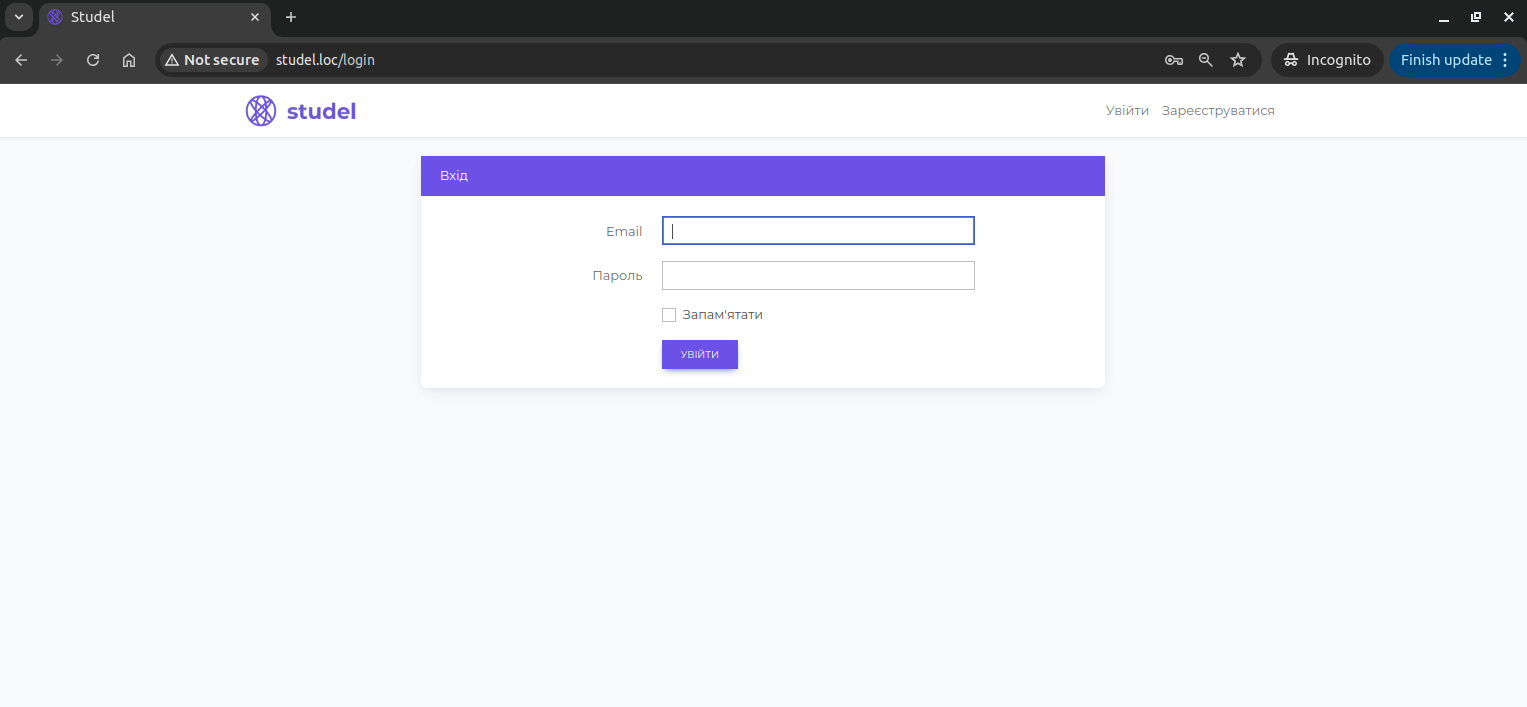 Studel
Not secure studel.loc/login Incognito Finish update
studel Увійти Зареєструватися
Вхід
Email
Пароль
Запам'ятати
УВІЙТИ